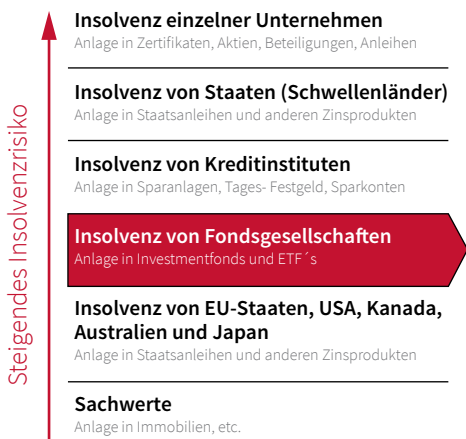 Steigendes Insolvenzrisiko
Insolvenz einzelner Unternehmen
Anlage in Zertifikaten, Aktien, Beteiligungen, Anleihen
Insolvenz von Staaten (Schwellenländer)
Anlage in Staatsanleihen und anderen Zinsprodukten
Insolvenz von Kreditinstituten
Anlage in Sparanlagen, Tages- Festgeld, Sparkonten
Insolvenz von Fondsgesellschaften
Anlage in Investmentfonds und ETF´s
Insolvenz von EU-Staaten, USA, Kanada,
Australien und Japan
Anlage in Staatsanleihen und anderen Zinsprodukten
Sachwerte
Anlage in Immobilien, etc.